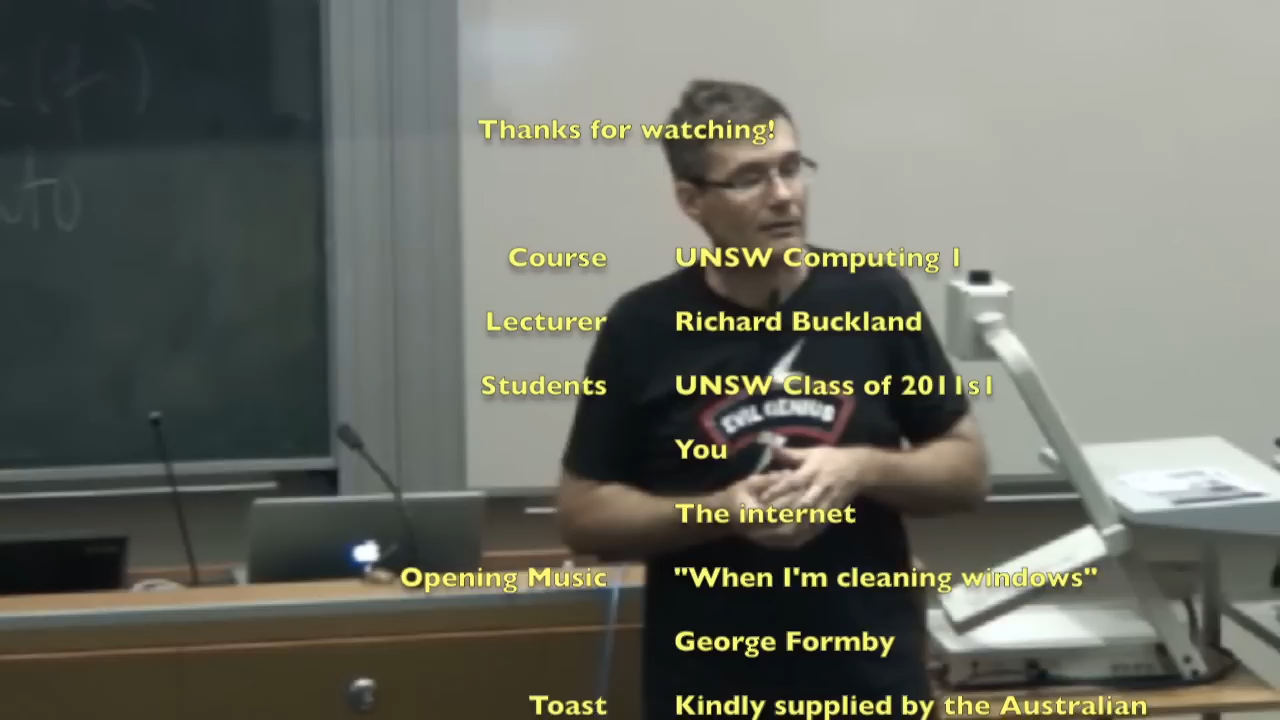 Thanks for watching!
Course UNSW Computing 1
Lecturer Richard Buckland
Students UNSW Class of 2011s1
EVIL GENIUS
You
The internet
Opening Music "When I'm cleaning windows"
George Formby
Toast Kindly supplied by the Australian